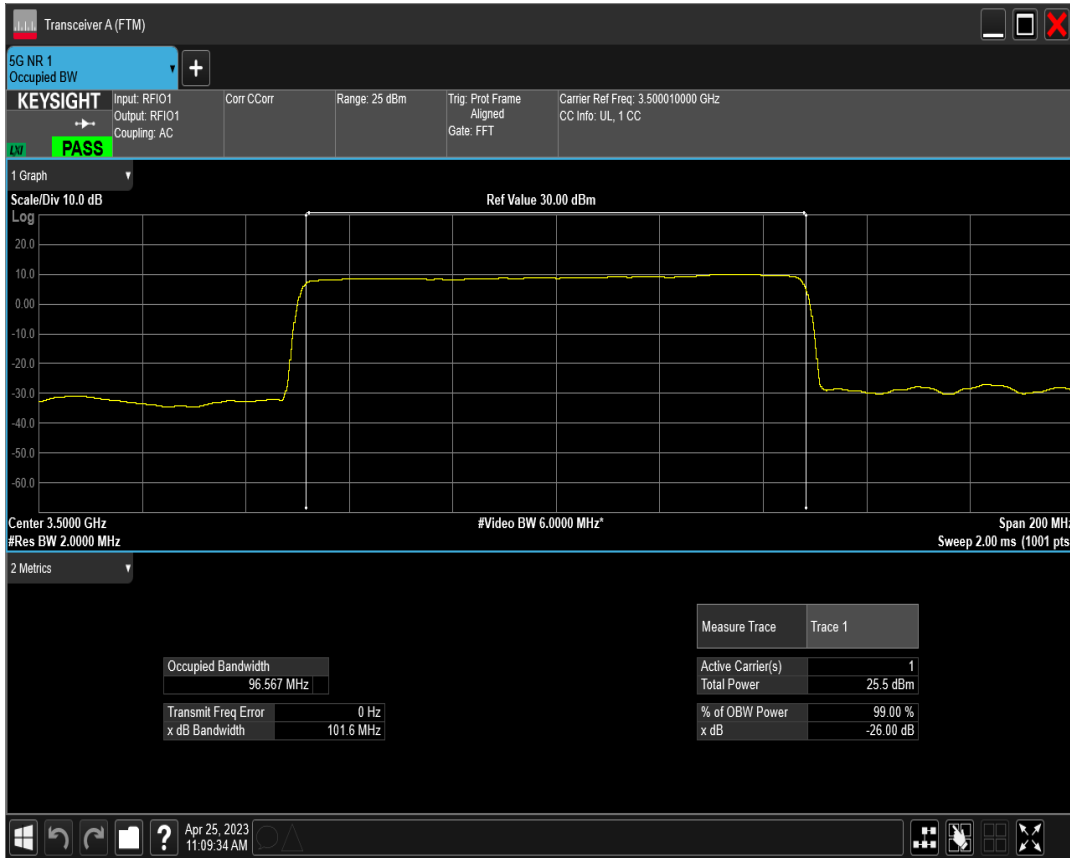 Transceiver A (FTM)
5G NR 1
Occupied BW
+
KEYSIGHT
LXI
PASS
Input: RFIO1
Output: RFIO1
Coupling: AC
Corr CCorr
Range: 25 dBm
Trig: Prot Frame
Aligned
Gate: FFT
Carrier Ref Freq: 3.500010000 GHz
CC Info: UL, 1 CC
1 Graph
Scale/Div 10.0 dB
Ref Value 30.00 dBm
Log
20.0
10.0
0.00
-10.0
-20.0
-30.0
-40.0
-50.0
-60.0
Center 3.5000 GHz
#Video BW 6.0000 MHz*
Span 200 MHz
#Res BW 2.0000 MHz
Sweep 2.00 ms (1001 pts
2 Metrics
Measure Trace Trace 1
Occupied Bandwidth
96.567 MHz
Active Carrier(s) 1
Total Power 25.5 dBm
Transmit Freq Error 0 Hz
x dB Bandwidth 101.6 MHz
% of OBW Power 99.00 %
x dB -26.00 dB
?
Apr 25, 2023
11:09:34 AM